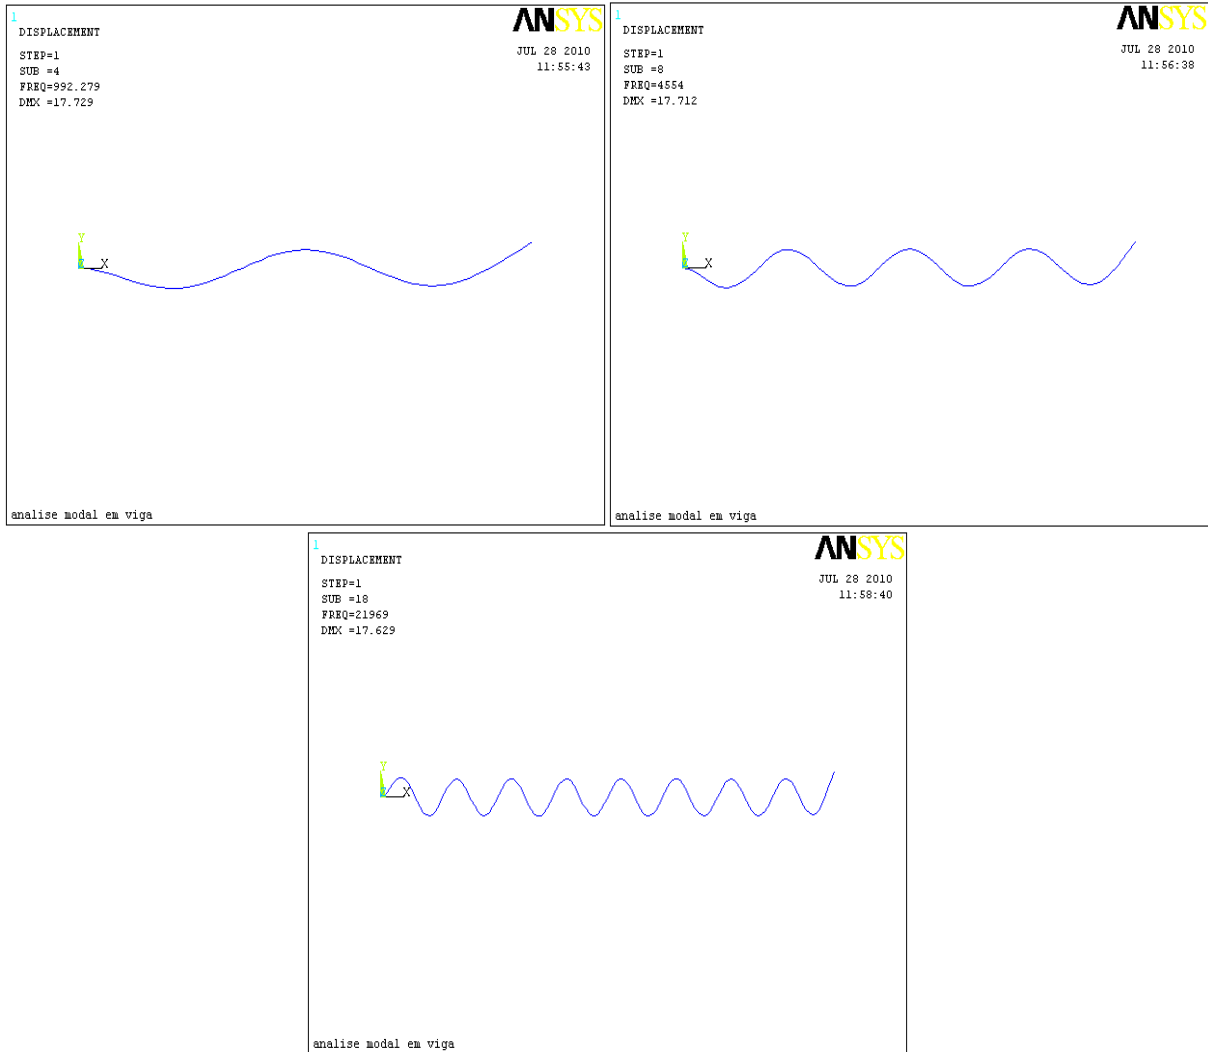 1
ANSYS
DISPLACEMENT
STEP=1
SUB =4
FREQ=992.279
DMX =17.729
JUL 28 2010
11:55:43
Y
Z X
analise modal em viga
1
ANSYS
DISPLACEMENT
STEP=1
SUB =8
FREQ=4554
DMX =17.712
JUL 28 2010
11:56:38
Y
Z X
analise modal em viga
1
ANSYS
DISPLACEMENT
STEP=1
SUB =18
FREQ=21969
DMX =17.629
JUL 28 2010
11:58:40
Y
Z X
analise modal em viga